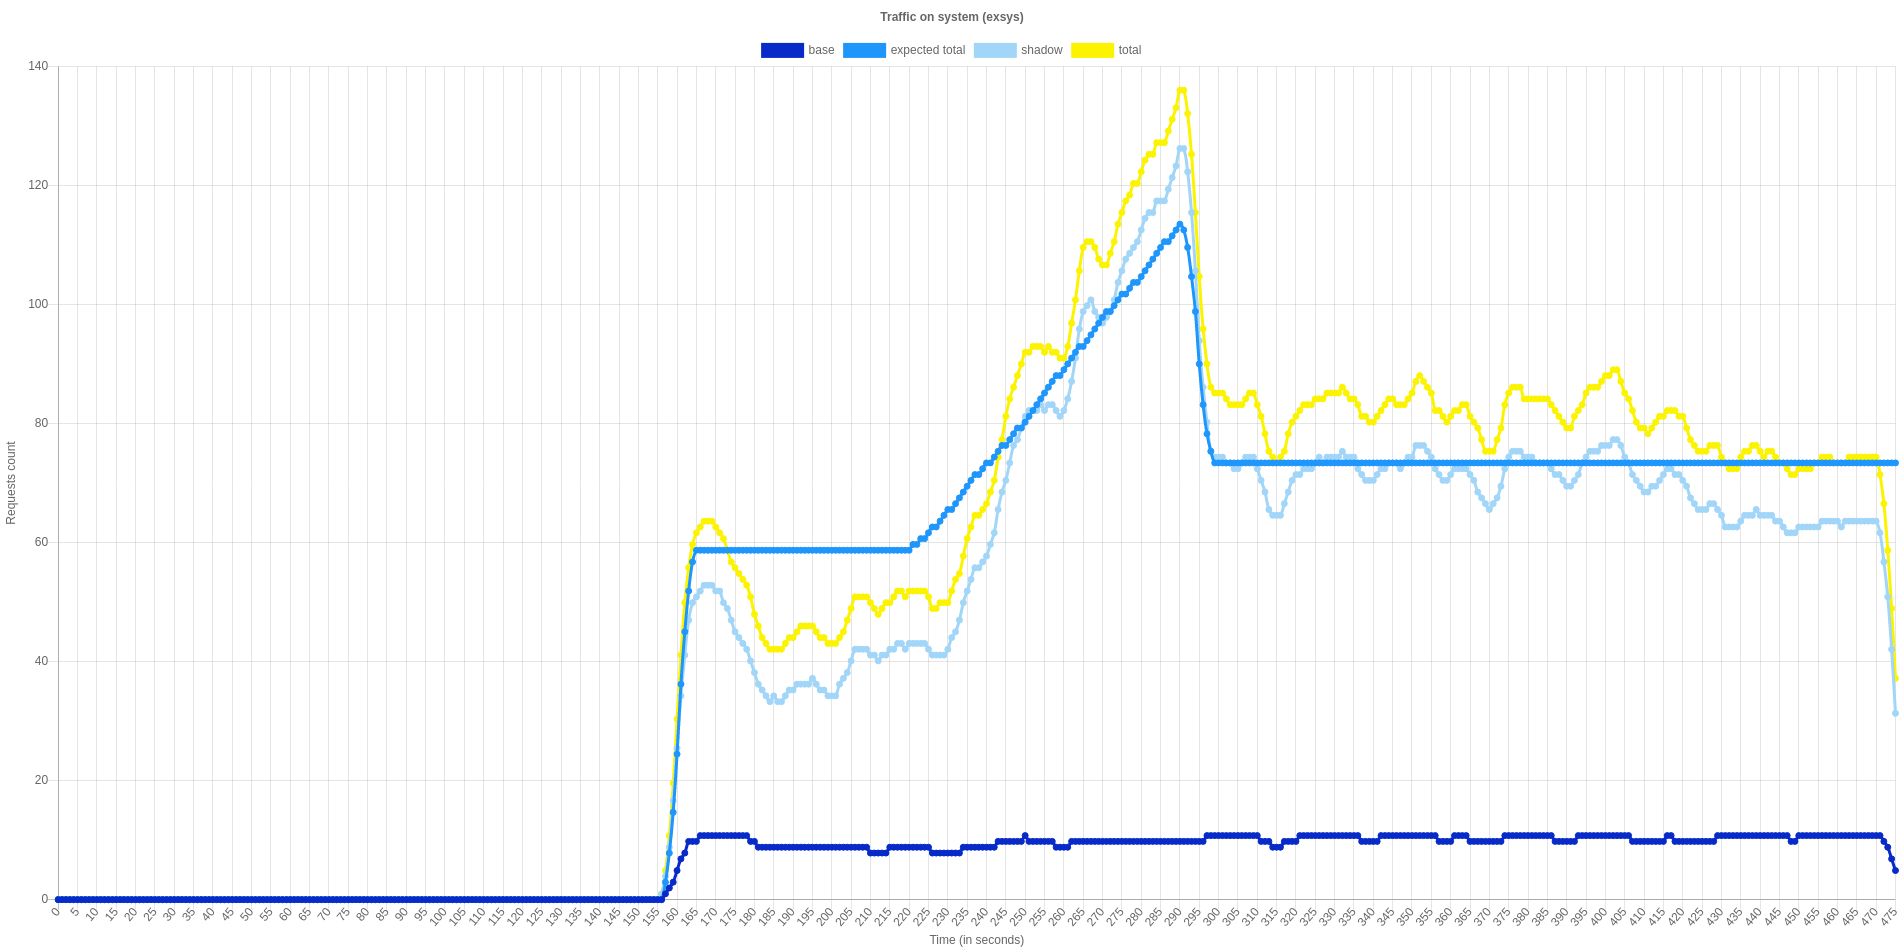 Traffic on system (exsys)
base expected total shadow total
140
120
100
80
60
40
20
0
Requests count
0 5 10 15 20 25 30 35 40 45 50 55 60 65 70 75 80 85 90 95 100 105 110 115 120 125 130 135 140 145 150 155 160 165 170 175 180 185 190 195 200 205 210 215 220 225 230 235 240 245 250 255 260 265 270 275 280 285 290 295 300 305 310 315 320 325 330 335 340 345 350 355 360 365 370 375 380 385 390 395 400 405 410 415 420 425 430 435 440 445 450 455 460 465 470 475
Time (in seconds)